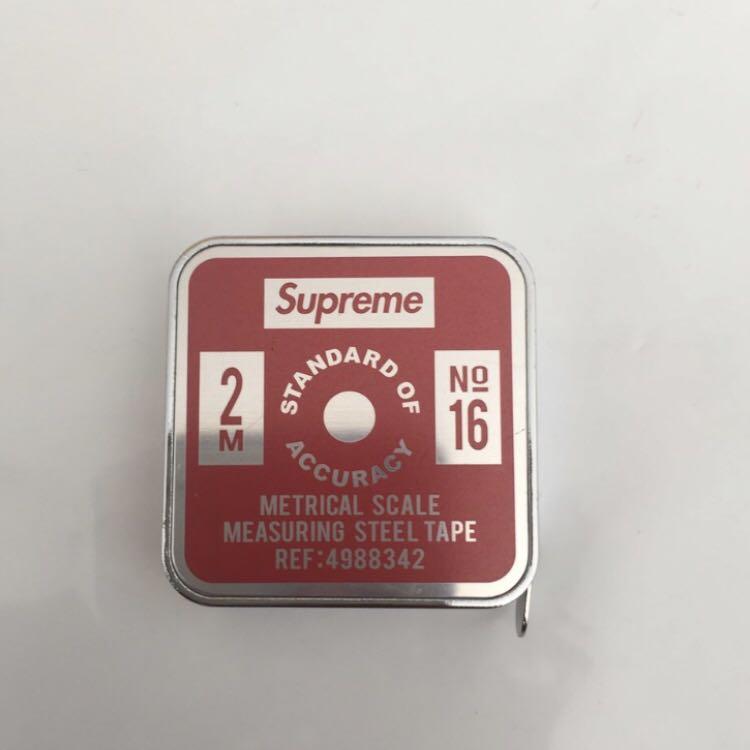 Supreme
2
M
STANDARD OF
ACCURACY
No
16
METRICAL SCALE
MEASURING STEEL TAPE
REF:4988342